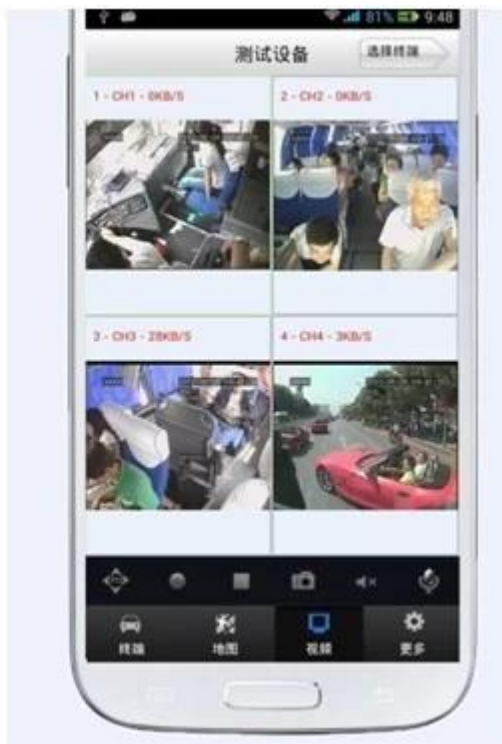 81% 9:48
测试设备 选择终端
1 - CH1 - 0KB/S 2 - CH2 - 0KB/S
3 - CH3 - 28KB/S 4 - CH4 - 3KB/S
终端 地图 视频 更多